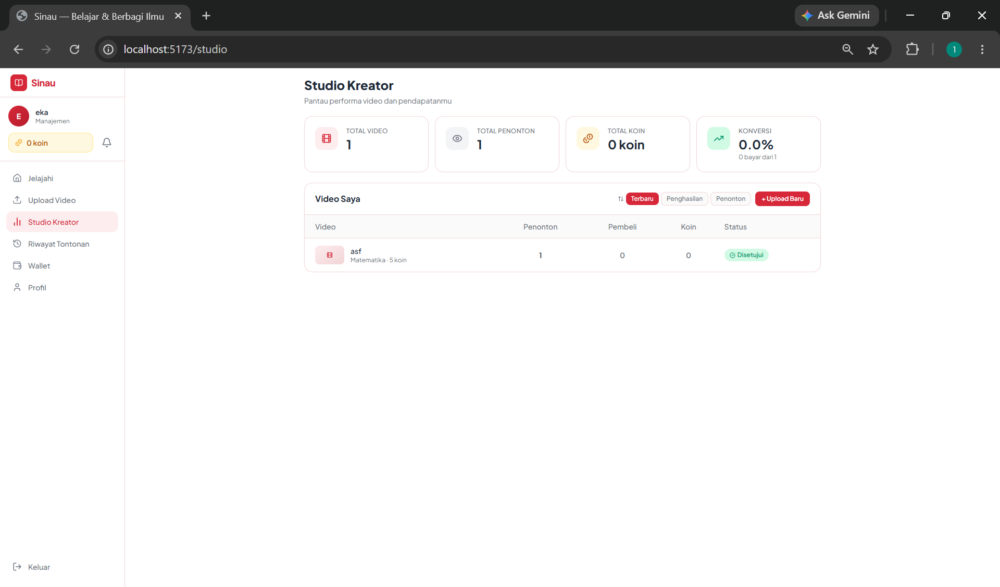 Sinau — Belajar & Berbagi Ilmu
Ask Gemini
localhost:5173/studio
1
Sinau
E
eka
Manajemen
0 koin
Jelajahi
Upload Video
Studio Kreator
Riwayat Tontonan
Wallet
Profil
Keluar
Studio Kreator
Pantau performa video dan pendapatanmu
TOTAL VIDEO
1
TOTAL PENONTON
1
TOTAL KOIN
0 koin
KONVERSI
0.0%
0 bayar dari 1
Video Saya
Terbaru Penghasilan Penonton + Upload Baru
Video Penonton Pembeli Koin Status
asf
Matematika · 5 koin
1 0 0 Disetujui